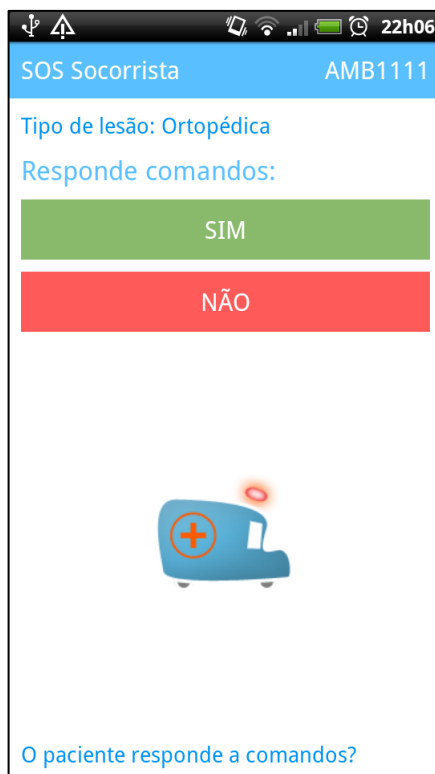 22h06
SOS Socorrista AMB1111
Tipo de lesão: Ortopédica
Responde comandos:
SIM
NÃO
O paciente responde a comandos?